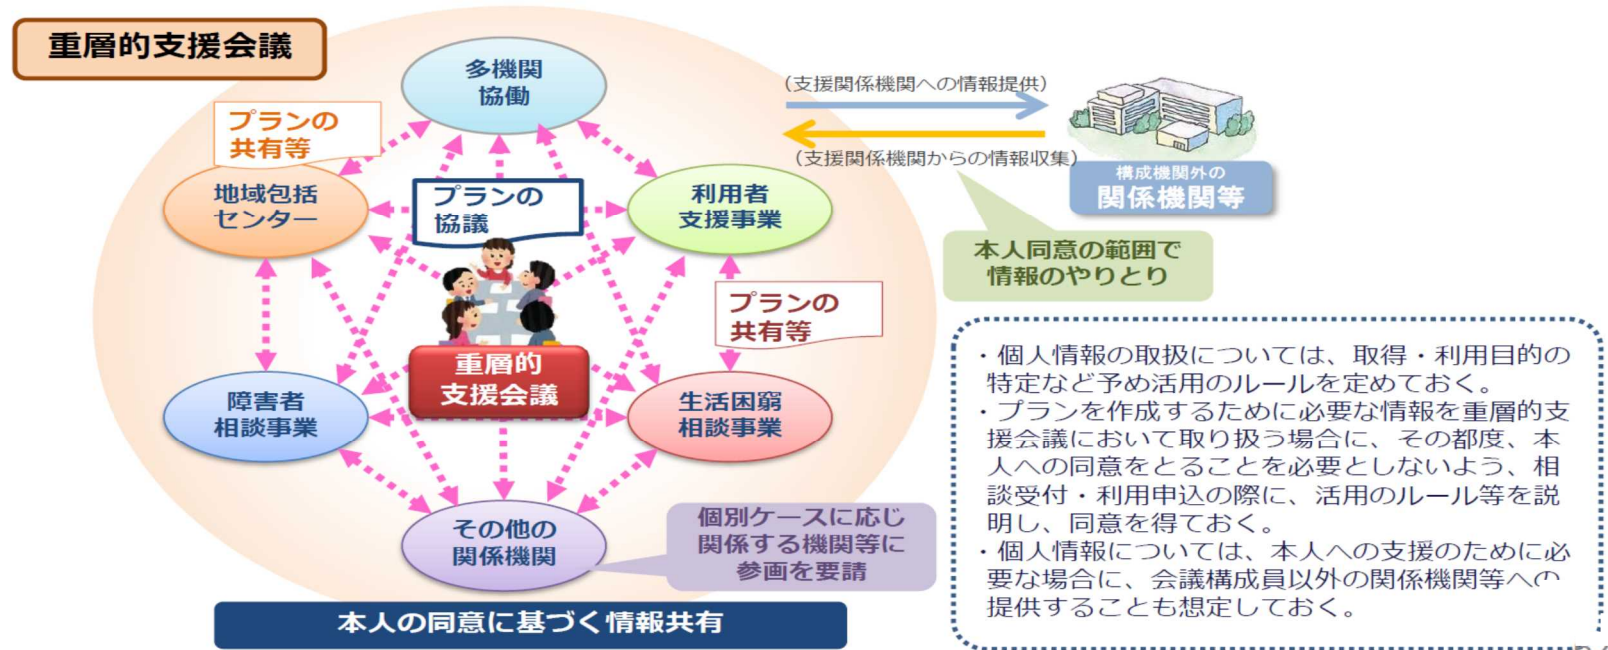 重層的支援会議
多機関
協働
(支援関係機関への情報提供)
プランの
共有等
(支援関係機関からの情報収集)
構成機関外の
関係機関等
地域包括
センター
プランの
協議
利用者
支援事業
本人同意の範囲で
情報のやりとり
プランの
共有等
重層的
支援会議
障害者
相談事業
生活困窮
相談事業
・個人情報の取扱については、取得・利用目的の
特定など予め活用のルールを定めておく。
・プランを作成するために必要な情報を重層的支
援会議において取り扱う場合に、その都度、本
人への同意をとることを必要としないよう、相
談受付・利用申込の際に、活用のルール等を説
明し、同意を得ておく。
・個人情報については、本人への支援のために必
要な場合に、会議構成員以外の関係機関等への
提供することも想定しておく。
その他の
関係機関
個別ケースに応じ
関係する機関等に
参画を要請
本人の同意に基づく情報共有